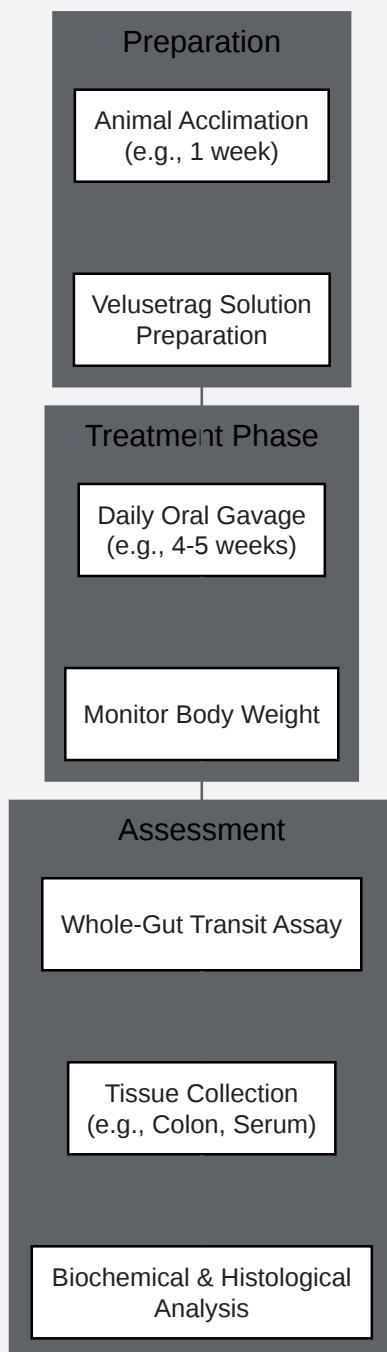 Preparation
Animal Acclimation
(e.g., 1 week)
Velusetrag Solution
Preparation
Treatment Phase
Daily Oral Gavage
(e.g., 4-5 weeks)
Monitor Body Weight
Assessment
Whole-Gut Transit Assay
Tissue Collection
(e.g., Colon, Serum)
Biochemical & Histological
Analysis